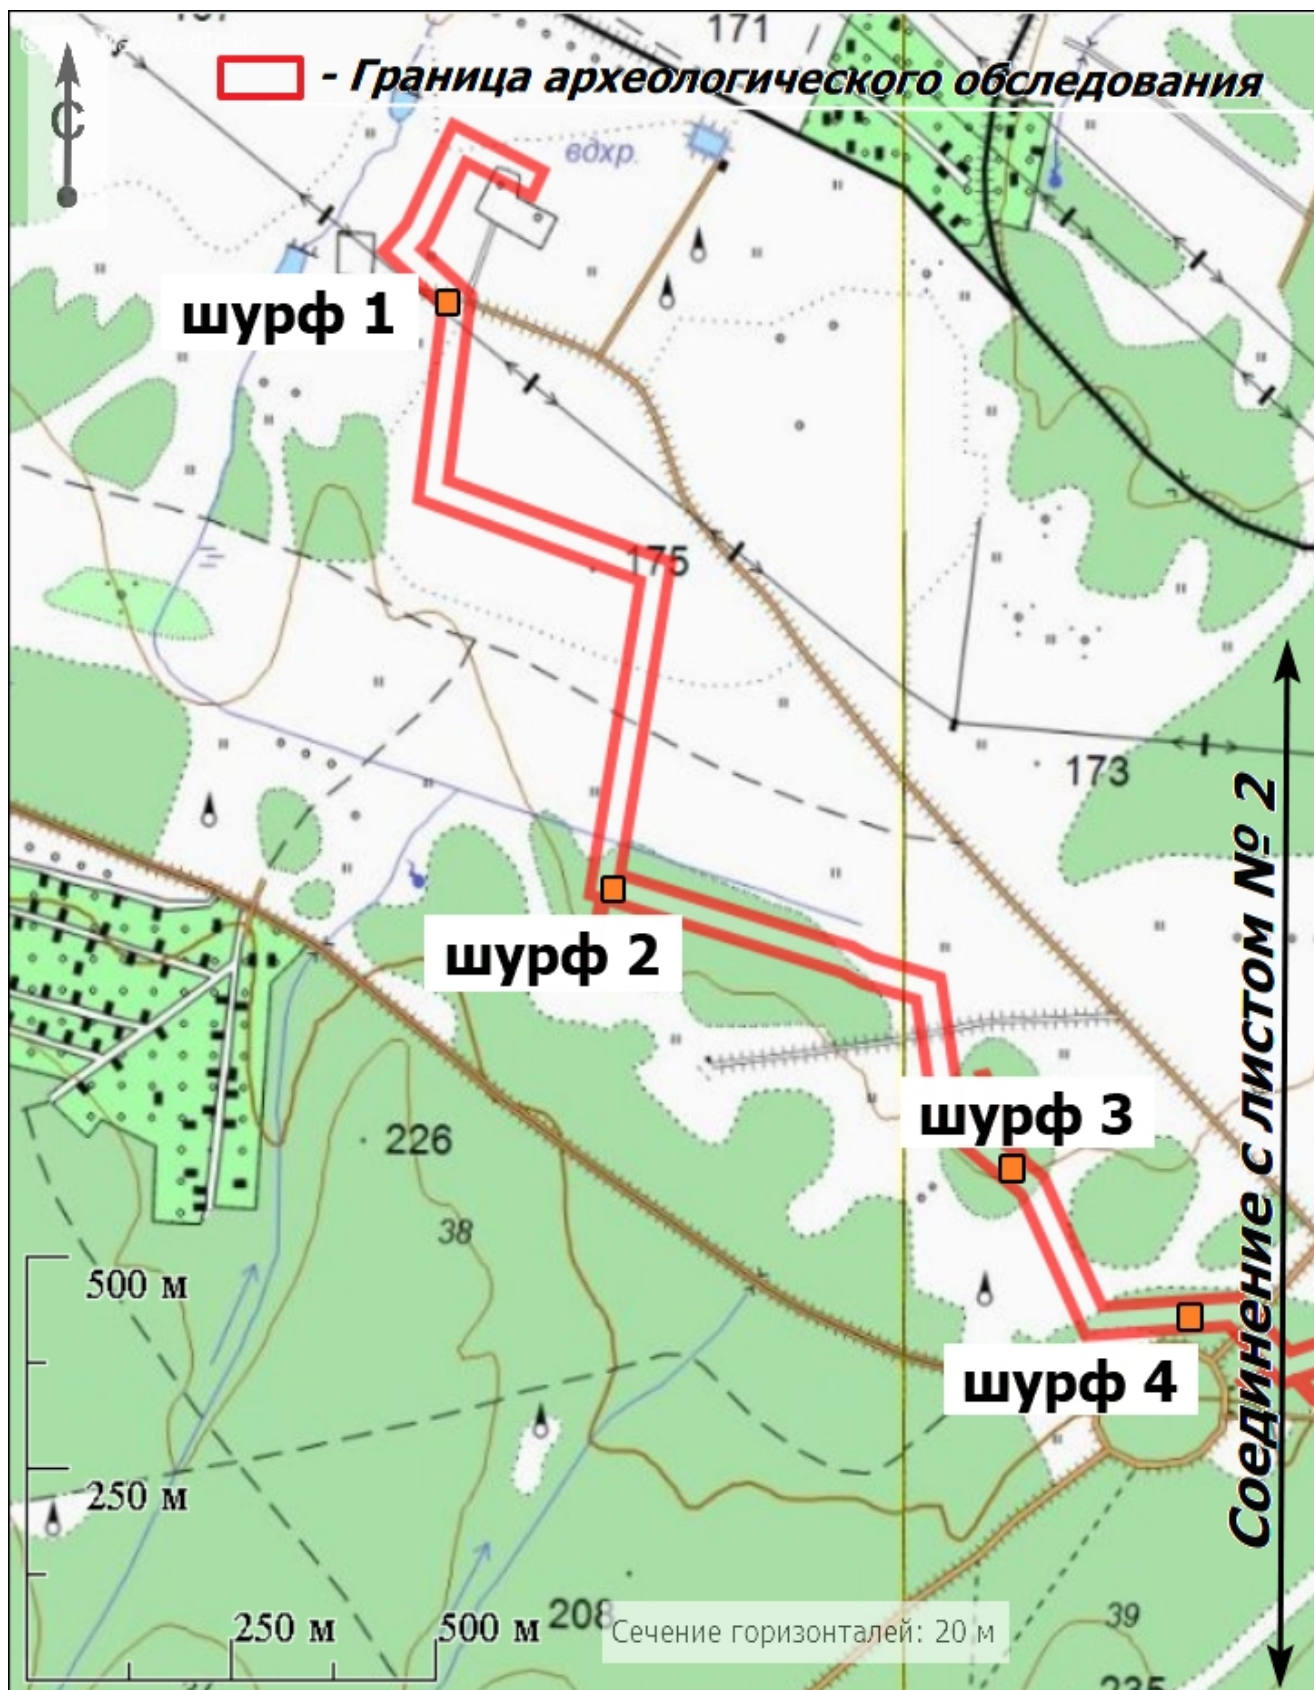 171
С
- Граница археологического обследования
вдхр.
шурф 1
175
173
шурф 2
шурф 3
226
38
500 м
шурф 4
Соединение с листом № 2
250 м
250 м
500 м
208
Сечение горизонталей: 20 м
39
235